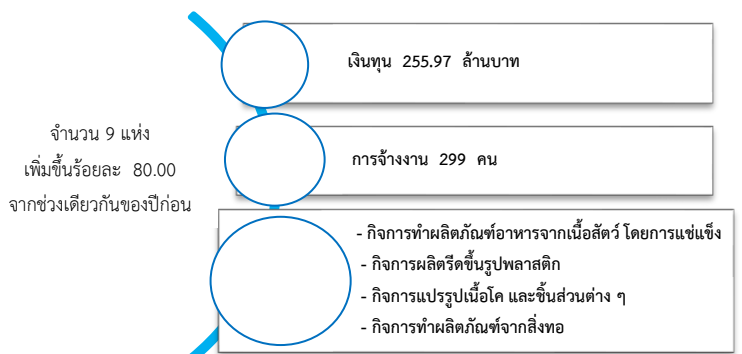 จำนวน 9 แห่ง
เพิ่มขึ้นร้อยละ 80.00
จากช่วงเดียวกันของปีก่อน
เงินทุน 255.97 ล้านบาท
การจ้างงาน 299 คน
- กิจการทำผลิตภัณฑ์อาหารจากเนื้อสัตว์ โดยการแช่แข็ง
- กิจการผลิตรีดขึ้นรูปพลาสติก
- กิจการแปรรูปเนื้อโค และชิ้นส่วนต่าง ๆ
- กิจการทำผลิตภัณฑ์จากสิ่งทอ